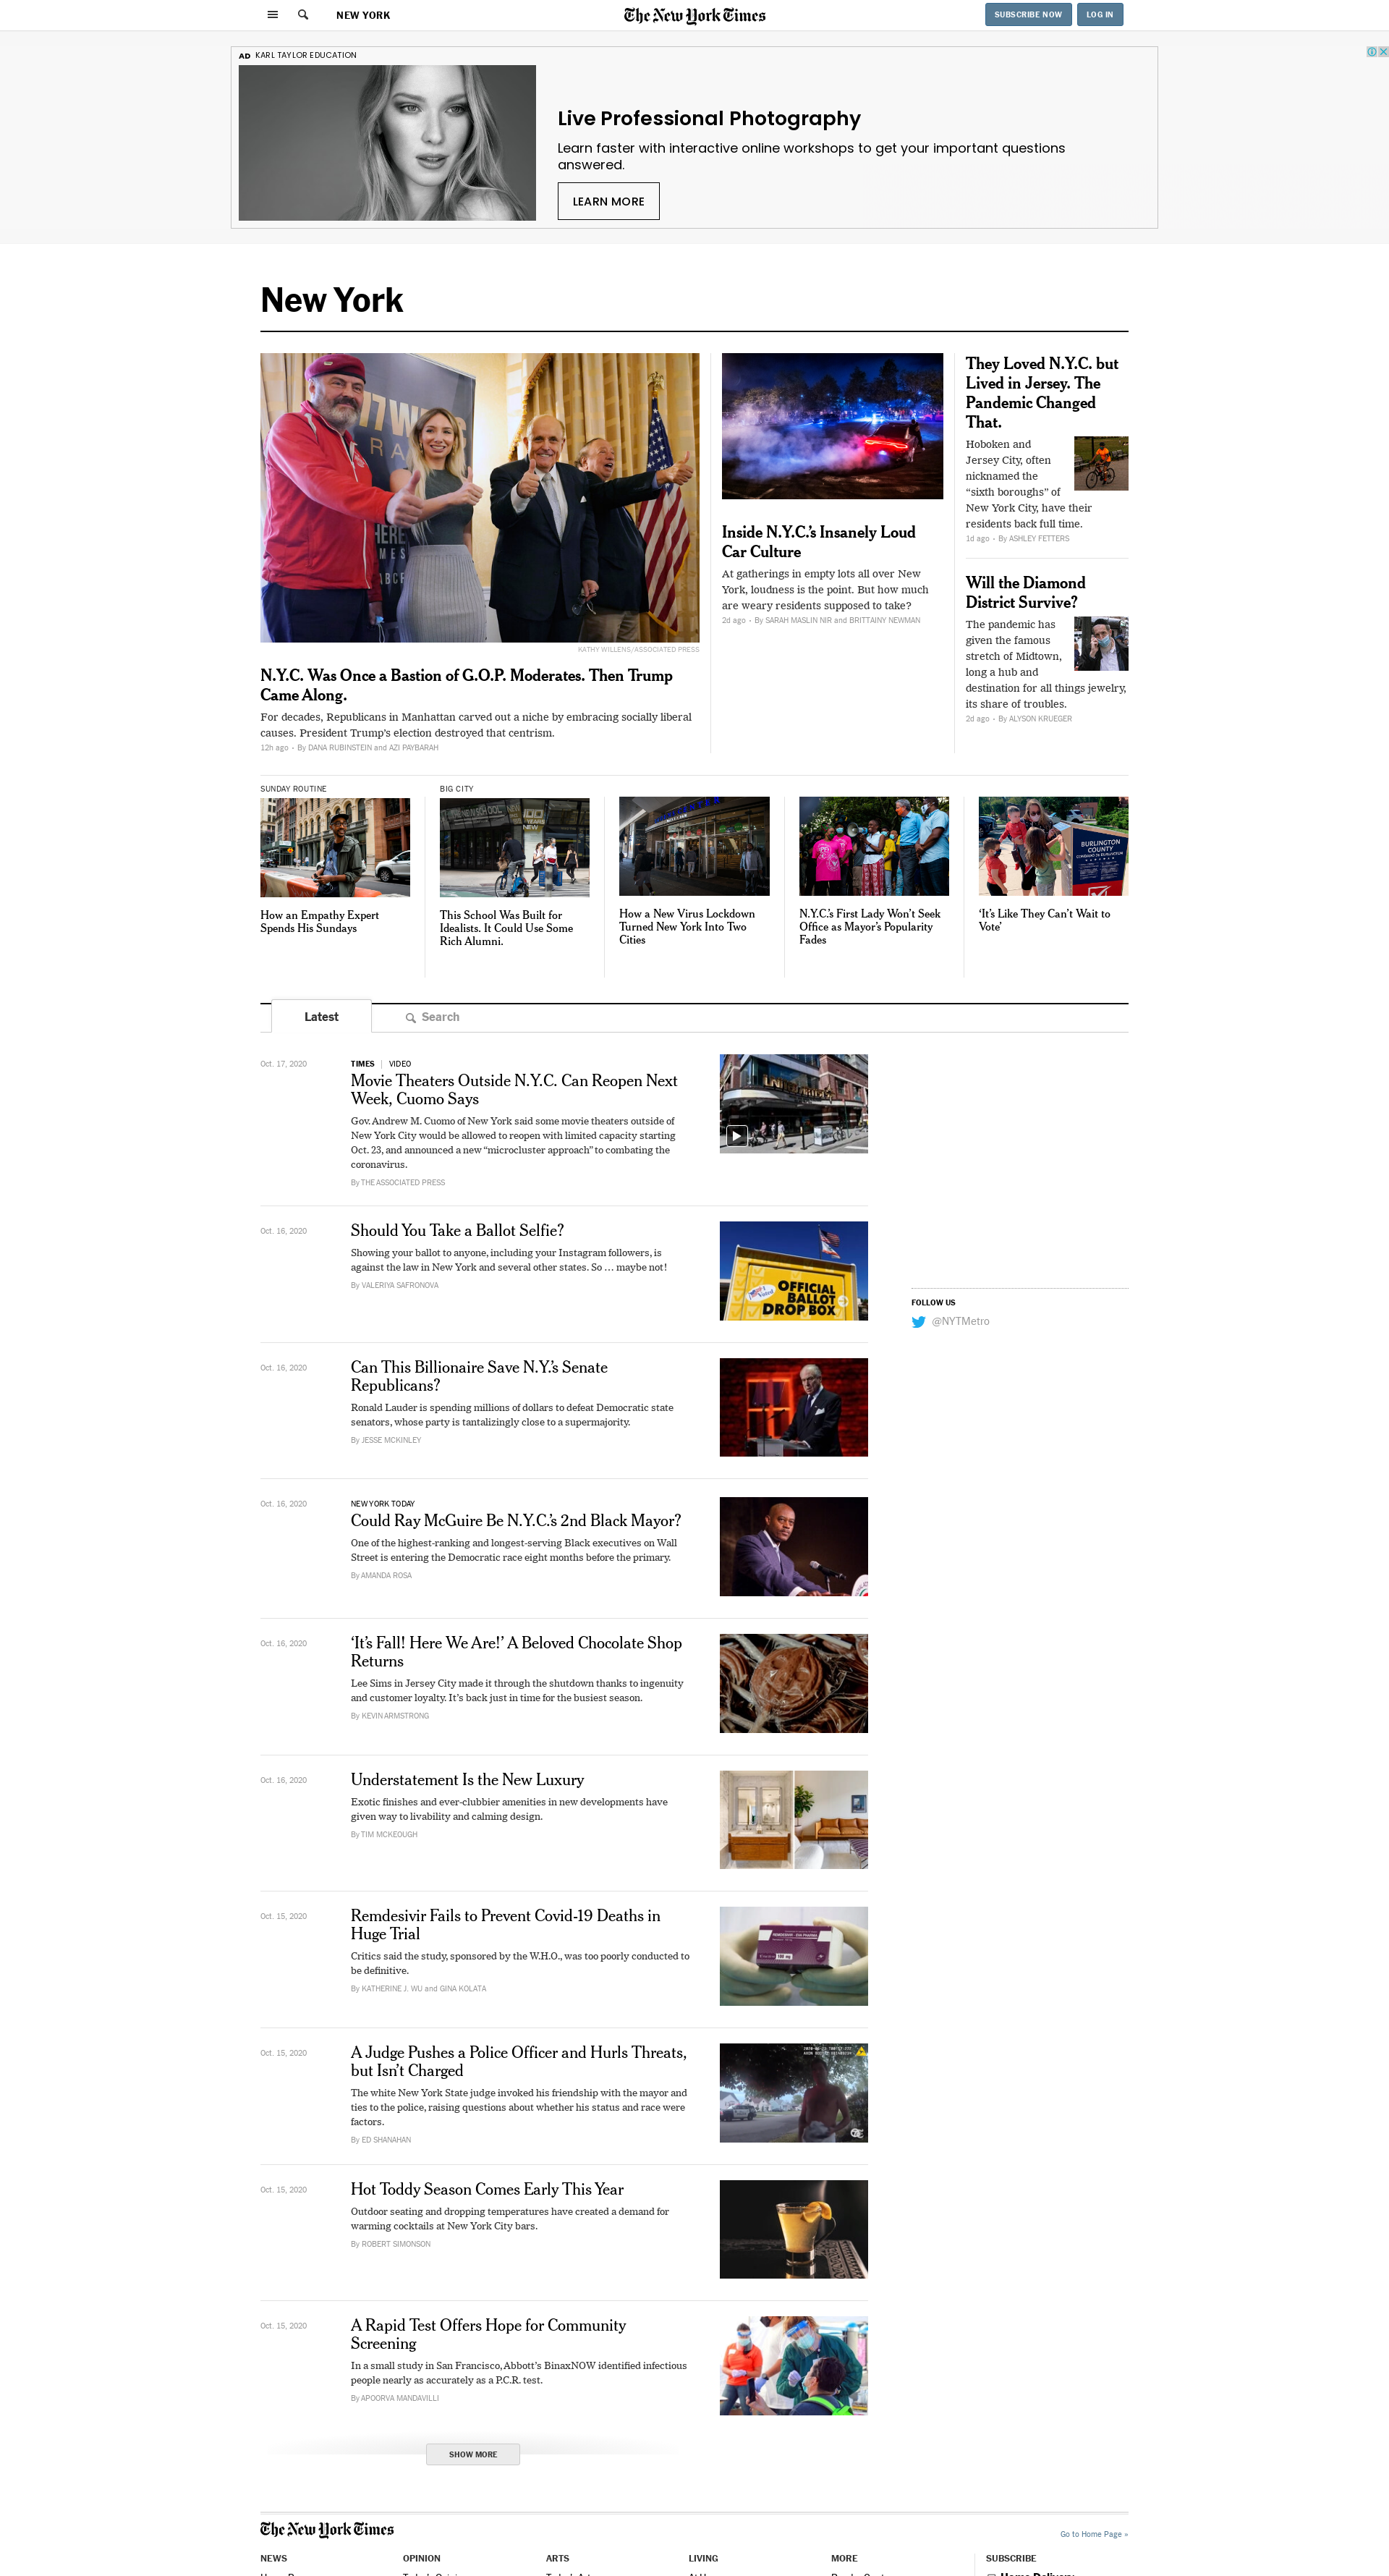 NEW YORK
The New York Times
SUBSCRIBE NOW
LOG IN
AD KARL TAYLOR EDUCATION
Live Professional Photography
Learn faster with interactive online workshops to get your important questions
answered.
LEARN MORE
New York
KATHY WILLENS/ASSOCIATED PRESS
N.Y.C. Was Once a Bastion of G.O.P. Moderates. Then Trump
Came Along.
For decades, Republicans in Manhattan carved out a niche by embracing socially liberal
causes. President Trump's election destroyed that centrism.
12h ago • By DANA RUBINSTEIN and AZI PAYBARAH
Inside N.Y.C.'s Insanely Loud
Car Culture
At gatherings in empty lots all over New
York, loudness is the point. But how much
are weary residents supposed to take?
2d ago • By SARAH MASLIN NIR and BRITTAINY NEWMAN
They Loved N.Y.C. but
Lived in Jersey. The
Pandemic Changed
That.
Hoboken and
Jersey City, often
nicknamed the
“sixth boroughs” of
New York City, have their
residents back full time.
1d ago • By ASHLEY FETTERS
Will the Diamond
District Survive?
The pandemic has
given the famous
stretch of Midtown,
long a hub and
destination for all things jewelry,
its share of troubles.
2d ago • By ALYSON KRUEGER
SUNDAY ROUTINE
How an Empathy Expert
Spends His Sundays
BIG CITY
This School Was Built for
Idealists. It Could Use Some
Rich Alumni.
How a New Virus Lockdown
Turned New York Into Two
Cities
N.Y.C.'s First Lady Won't Seek
Office as Mayor's Popularity
Fades
BURLINGTON
COUNTY
‘It's Like They Can't Wait to
Vote’
Latest
Search
Oct. 17, 2020
TIMES | VIDEO
Movie Theaters Outside N.Y.C. Can Reopen Next
Week, Cuomo Says
Gov. Andrew M. Cuomo of New York said some movie theaters outside of
New York City would be allowed to reopen with limited capacity starting
Oct. 23, and announced a new “microcluster approach” to combating the
coronavirus.
By THE ASSOCIATED PRESS
Oct. 16, 2020
Should You Take a Ballot Selfie?
Showing your ballot to anyone, including your Instagram followers, is
against the law in New York and several other states. So … maybe not!
By VALERIYA SAFRONOVA
OFFICIAL
BALLOT
DROP BOX
FOLLOW US
@NYTMetro
Oct. 16, 2020
Can This Billionaire Save N.Y.'s Senate
Republicans?
Ronald Lauder is spending millions of dollars to defeat Democratic state
senators, whose party is tantalizingly close to a supermajority.
By JESSE MCKINLEY
Oct. 16, 2020
NEW YORK TODAY
Could Ray McGuire Be N.Y.C.'s 2nd Black Mayor?
One of the highest-ranking and longest-serving Black executives on Wall
Street is entering the Democratic race eight months before the primary.
By AMANDA ROSA
Oct. 16, 2020
‘It's Fall! Here We Are!’ A Beloved Chocolate Shop
Returns
Lee Sims in Jersey City made it through the shutdown thanks to ingenuity
and customer loyalty. It's back just in time for the busiest season.
By KEVIN ARMSTRONG
Oct. 16, 2020
Understatement Is the New Luxury
Exotic finishes and ever-clubbier amenities in new developments have
given way to livability and calming design.
By TIM MCKEOUGH
Oct. 15, 2020
Remdesivir Fails to Prevent Covid-19 Deaths in
Huge Trial
Critics said the study, sponsored by the W.H.O., was too poorly conducted to
be definitive.
By KATHERINE J. WU and GINA KOLATA
Oct. 15, 2020
A Judge Pushes a Police Officer and Hurls Threats,
but Isn't Charged
The white New York State judge invoked his friendship with the mayor and
ties to the police, raising questions about whether his status and race were
factors.
By ED SHANAHAN
Oct. 15, 2020
Hot Toddy Season Comes Early This Year
Outdoor seating and dropping temperatures have created a demand for
warming cocktails at New York City bars.
By ROBERT SIMONSON
Oct. 15, 2020
A Rapid Test Offers Hope for Community
Screening
In a small study in San Francisco, Abbott's BinaxNOW identified infectious
people nearly as accurately as a P.C.R. test.
By APOORVA MANDAVILLI
SHOW MORE
The New York Times
Go to Home Page »
NEWS
OPINION
ARTS
LIVING
MORE
SUBSCRIBE